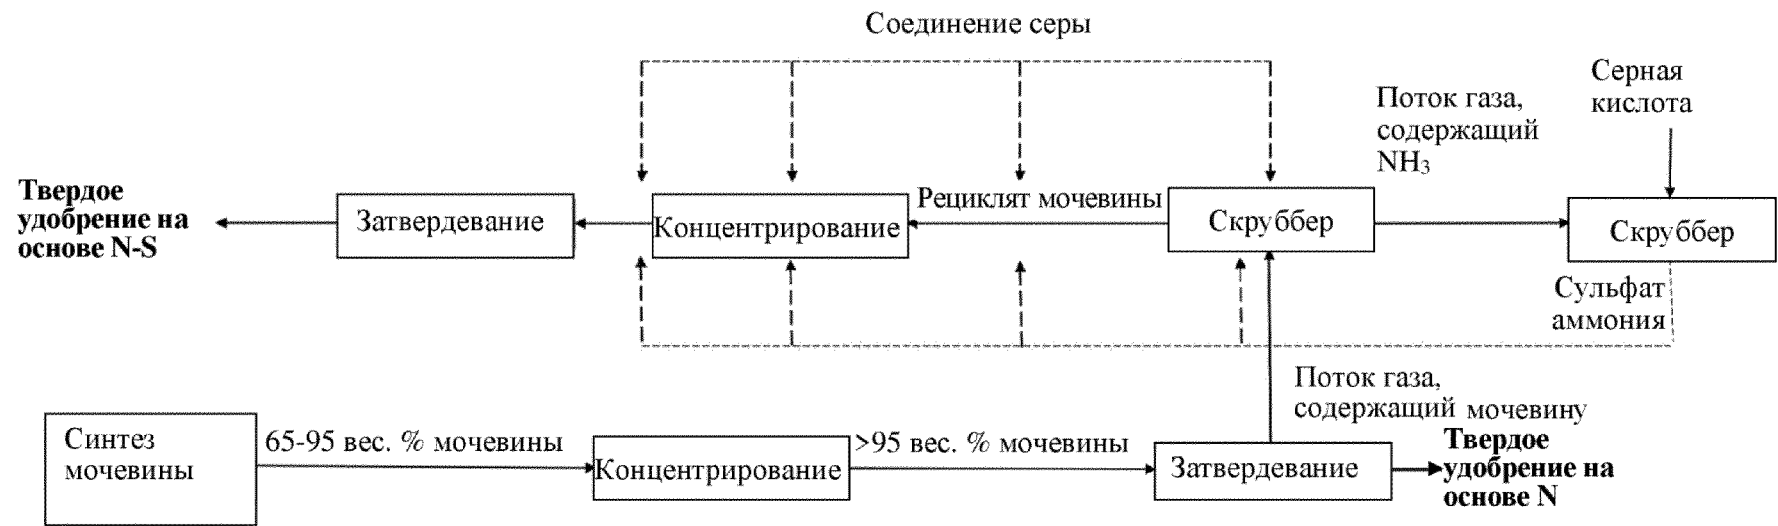 Соединение серы
Серная
кислота
Поток газа,
содержащий
NH₃
Твердое
удобрение на
основе N-S
Затвердевание
Концентрирование
Рециклят мочевины
Скруббер
Скруббер
Сульфат
аммония
Поток газа,
содержащий мочевину
Синтез
мочевины
65-95 вес. % мочевины
Концентрирование
>95 вес. % мочевины
Затвердевание
Твердое
удобрение на
основе N